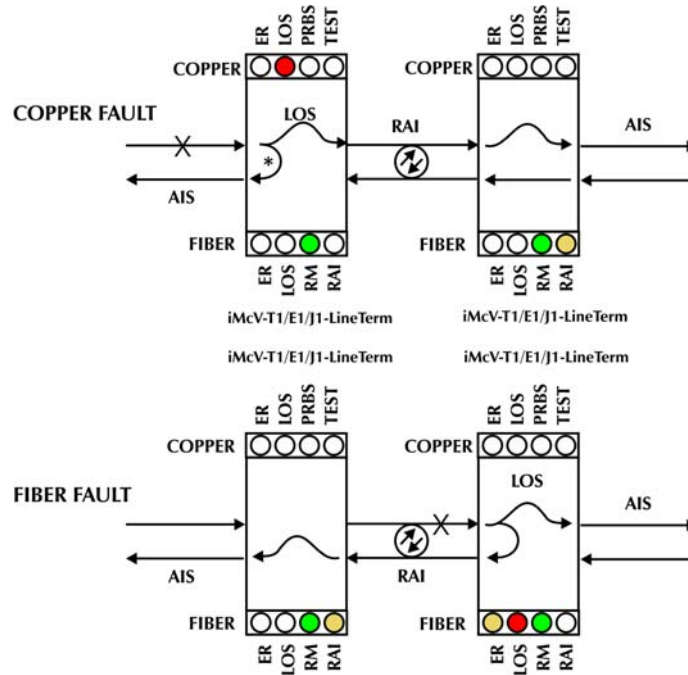 ER LOS PRBS TEST ER LOS PRBS TEST
COPPER COPPER
COPPER FAULT LOS RAI AIS
*
AIS
FIBER FIBER
ER LOS RM RAI ER LOS RM RAI
iMcV-T1/E1/J1-LineTerm iMcV-T1/E1/J1-LineTerm
iMcV-T1/E1/J1-LineTerm iMcV-T1/E1/J1-LineTerm
ER LOS PRBS TEST ER LOS PRBS TEST
COPPER COPPER
FIBER FAULT LOS AIS
AIS RAI
FIBER FIBER
ER LOS RM RAI ER LOS RM RAI